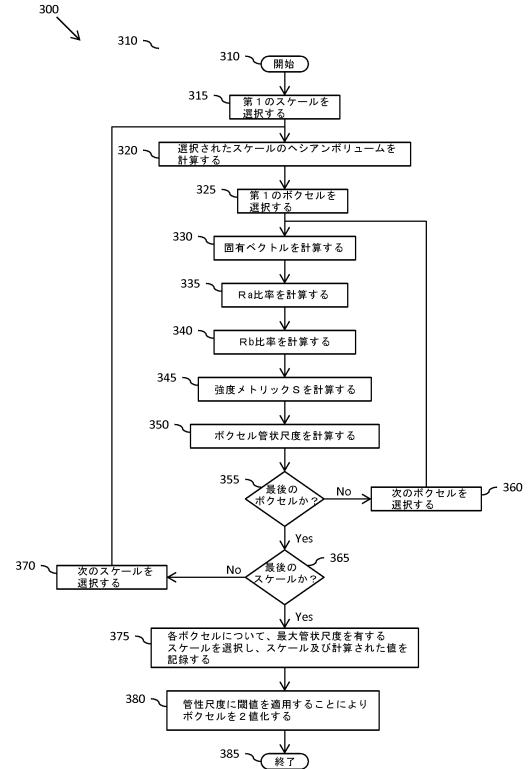 300
310
310
開始
315
第1のスケールを
選択する
320
選択されたスケールのヘシアンボリュームを
計算する
325
第1のボクセルを
選択する
330
固有ベクトルを計算する
335
Ra比率を計算する
340
Rb比率を計算する
345
強度メトリックSを計算する
350
ボクセル管状尺度を計算する
355
最後の
ボクセルか？
No
次のボクセルを
選択する
360
Yes
365
最後の
スケールか？
No
370
次のスケールを
選択する
Yes
375
各ボクセルについて、最大管状尺度を有する
スケールを選択し、スケール及び計算された値を
記録する
380
管性尺度に閾値を適用することにより
ボクセルを2値化する
385
終了